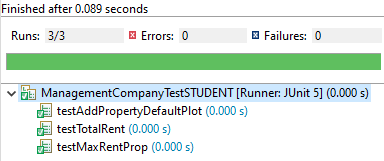 Finished after 0.089 seconds
Runs: 3/3 Errors: 0 Failures: 0
ManagementCompanyTestSTUDENT [Runner: JUnit 5] (0.000 s)
testAddPropertyDefaultPlot (0.000 s)
testTotalRent (0.000 s)
testMaxRentProp (0.000 s)